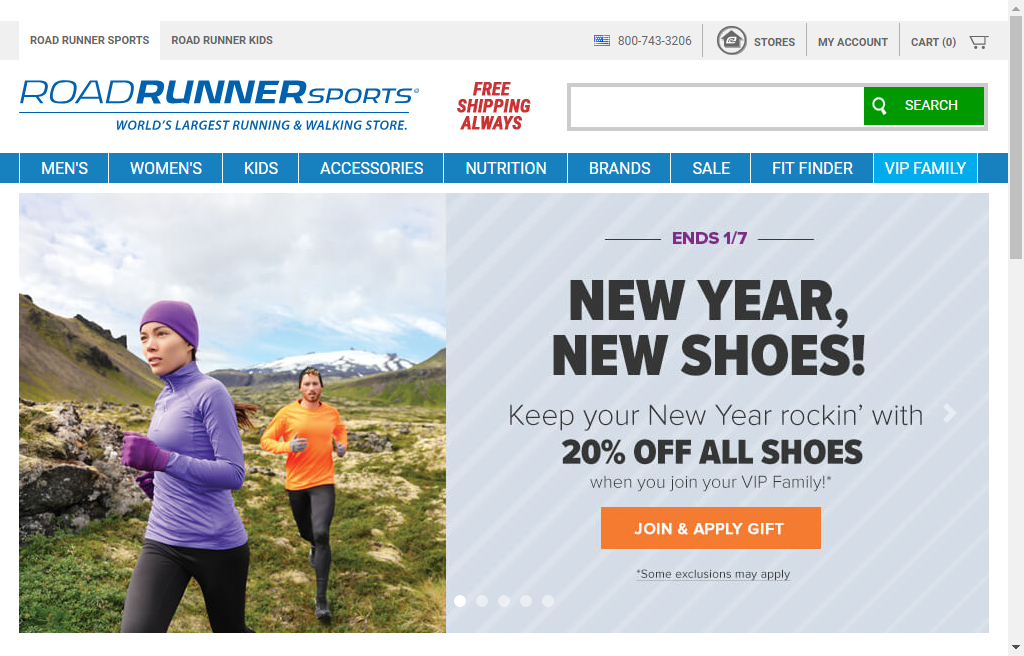 ROAD RUNNER SPORTS
ROAD RUNNER KIDS
800-743-3206
STORES
MY ACCOUNT
CART (0)
ROADRUNNERSPORTS®
WORLD'S LARGEST RUNNING & WALKING STORE.
FREE
SHIPPING
ALWAYS
SEARCH
MEN'S
WOMEN'S
KIDS
ACCESSORIES
NUTRITION
BRANDS
SALE
FIT FINDER
VIP FAMILY
ENDS 1/7
NEW YEAR,
NEW SHOES!
Keep your New Year rockin' with
20% OFF ALL SHOES
when you join your VIP Family!*
JOIN & APPLY GIFT
*Some exclusions may apply